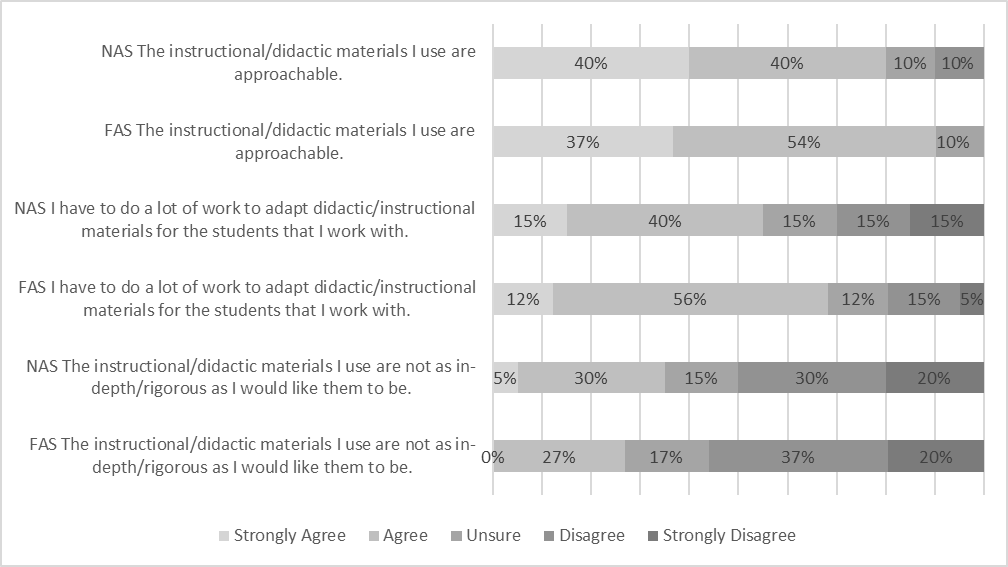 NAS The instructional/didactic materials I use are
approachable.
40% 40% 10% 10%
FAS The instructional/didactic materials I use are
approachable.
37% 54% 10%
NAS I have to do a lot of work to adapt didactic/instructional
materials for the students that I work with.
15% 40% 15% 15% 15%
FAS I have to do a lot of work to adapt didactic/instructional
materials for the students that I work with.
12% 56% 12% 15% 5%
NAS The instructional/didactic materials I use are not as in-
depth/rigorous as I would like them to be.
5% 30% 15% 30% 20%
FAS The instructional/didactic materials I use are not as in-
depth/rigorous as I would like them to be.
0% 27% 17% 37% 20%
Strongly Agree Agree Unsure Disagree Strongly Disagree